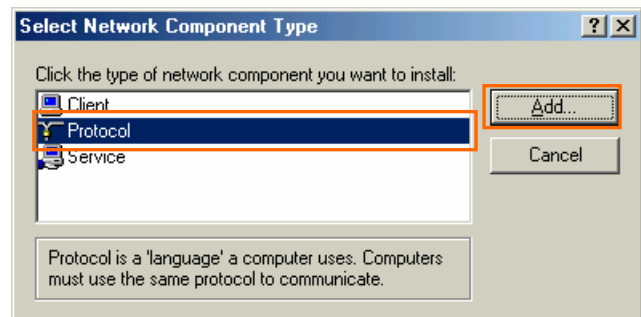 Select Network Component Type
Click the type of network component you want to install:
Client
Protocol
Service
Add...
Cancel
Protocol is a 'language' a computer uses. Computers
must use the same protocol to communicate.